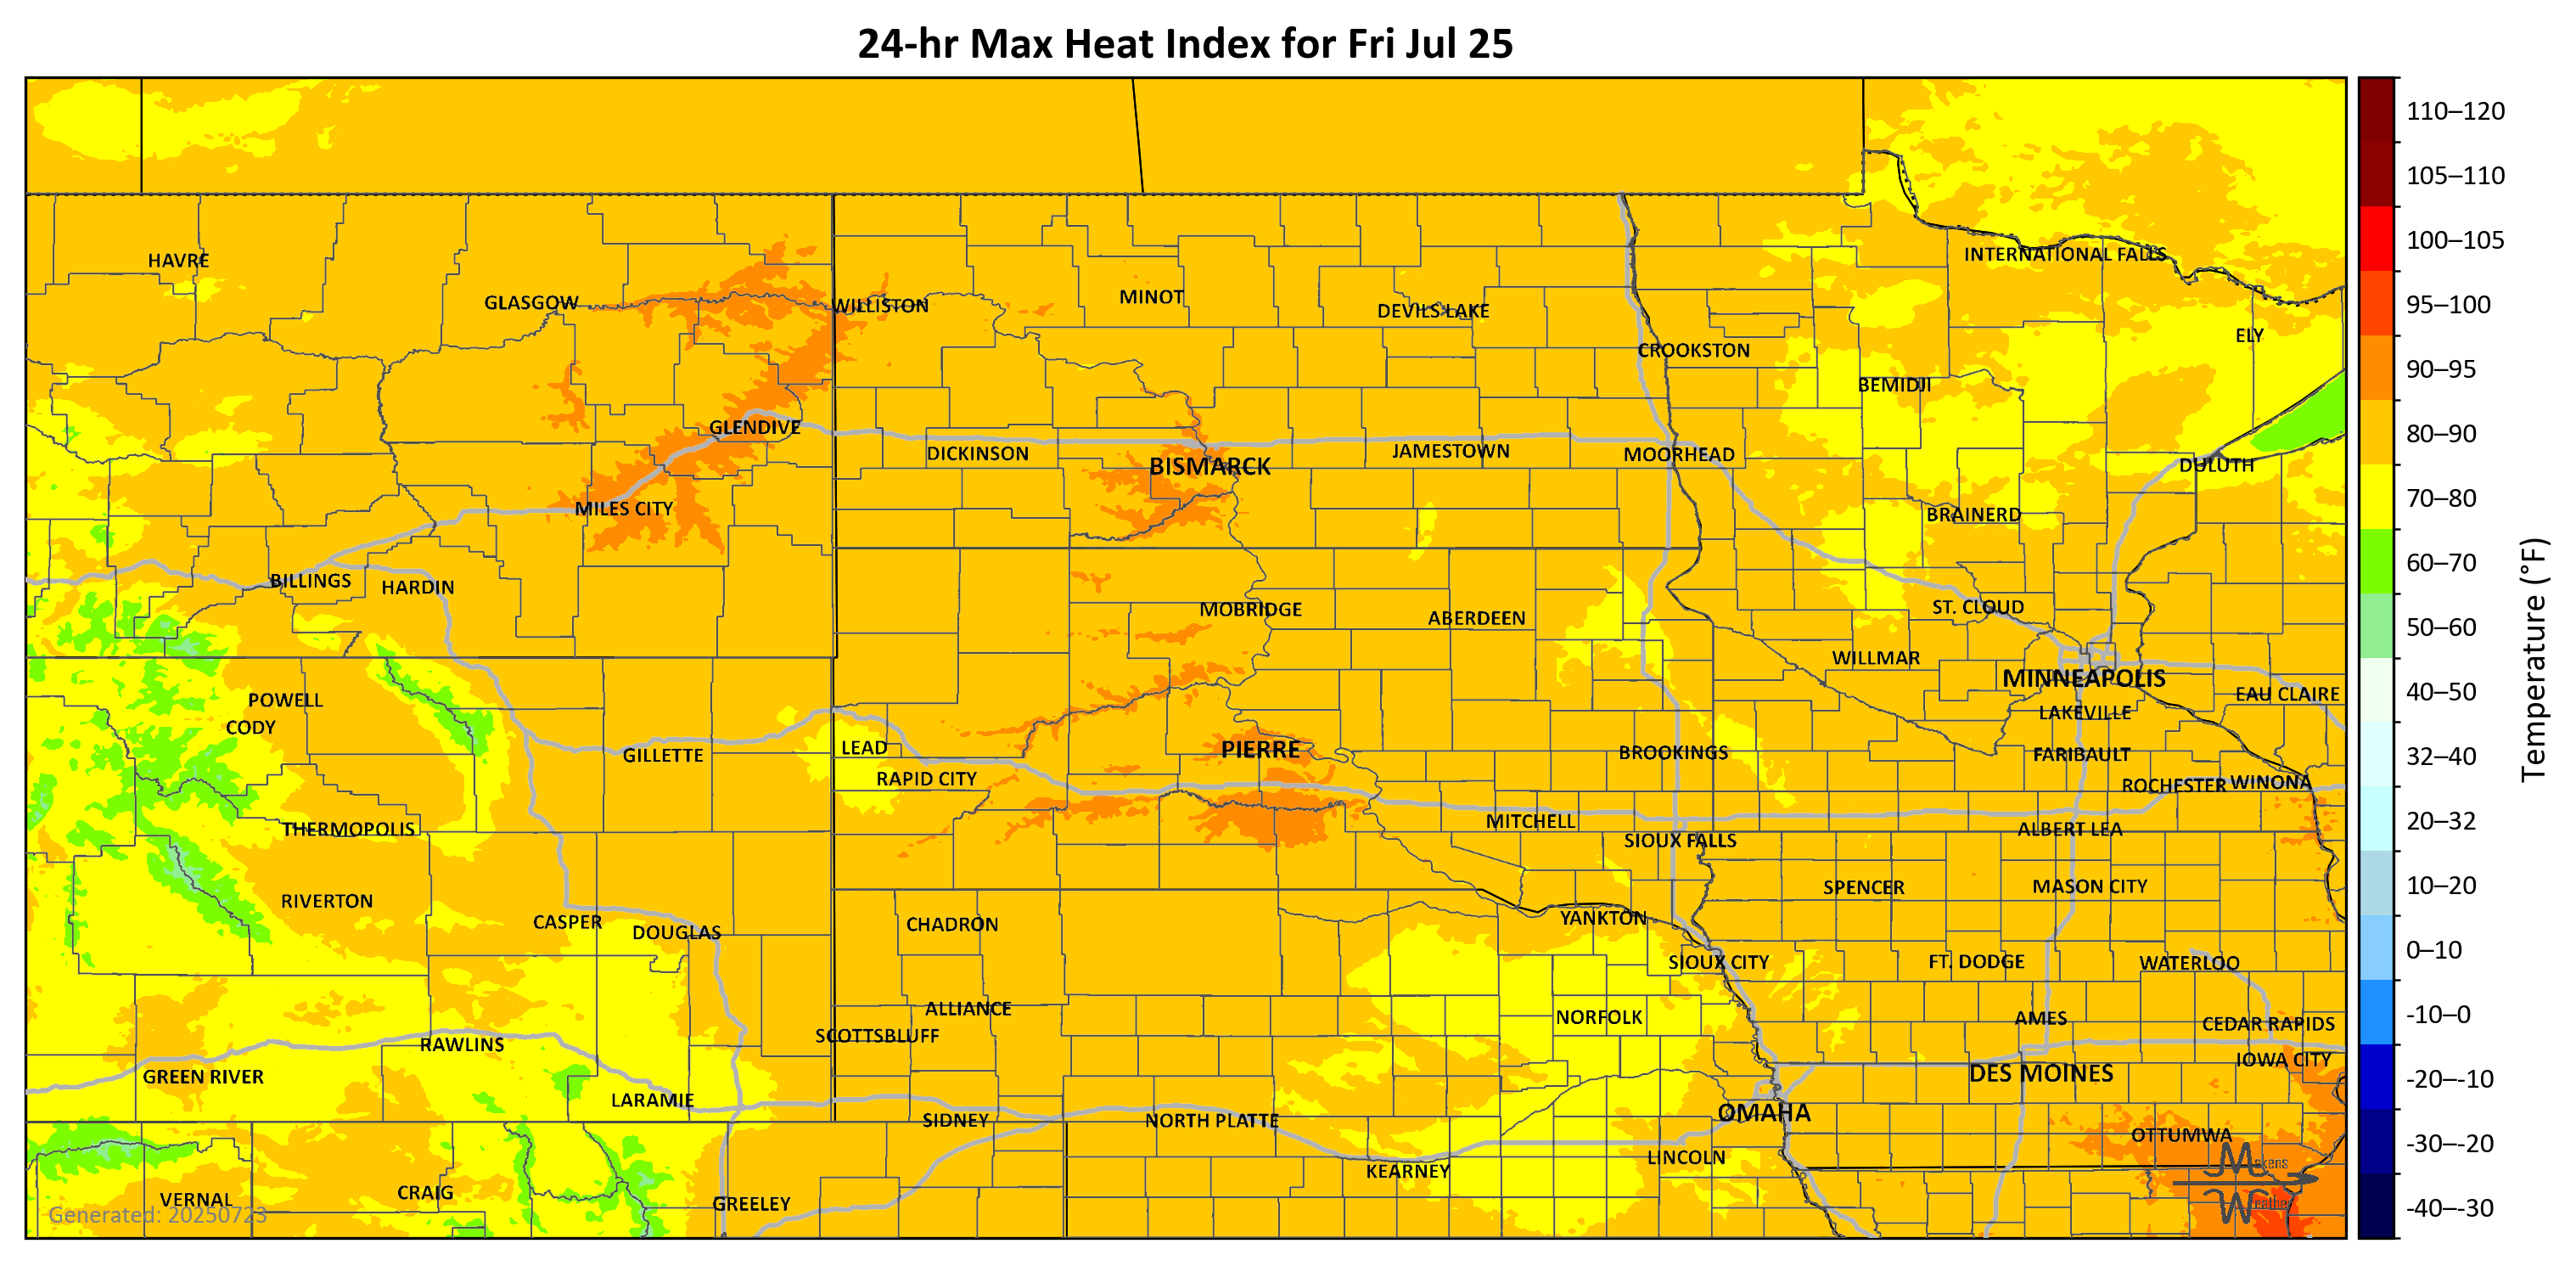 24-hr Max Heat Index for Fri Jul 25
110–120
105–110
100–105
95–100
90–95
80–90
70–80
60–70
50–60
40–50
32–40
20–32
10–20
0–10
-10–0
-20–-10
-30–-20
-40–-30
Temperature (°F)
HAVRE
GLASGOW
WILLISTON
MINOT
DEVILS LAKE
INTERNATIONAL FALLS
ELY
CROOKSTON
BEMIDJI
GLENDIVE
DICKINSON
BISMARCK
JAMESTOWN
MOORHEAD
DULUTH
MILES CITY
BRAINERD
BILLINGS
HARDIN
MOBRIDGE
ABERDEEN
ST. CLOUD
WILLMAR
MINNEAPOLIS
EAU CLAIRE
POWELL
CODY
LAKEVILLE
GILLETTE
LEAD
RAPID CITY
PIERRE
BROOKINGS
FARIBAULT
ROCHESTER
WINONA
THERMOPOLIS
MITCHELL
SIOUX FALLS
ALBERT LEA
SPENCER
MASON CITY
RIVERTON
CASPER
DOUGLAS
CHADRON
YANKTON
SIOUX CITY
FT. DODGE
WATERLOO
ALLIANCE
SCOTTSBLUFF
NORFOLK
AMES
CEDAR RAPIDS
RAWLINS
IOWA CITY
GREEN RIVER
DES MOINES
LARAMIE
SIDNEY
NORTH PLATTE
OMAHA
OTTUMWA
KEARNEY
LINCOLN
VERNAL
CRAIG
GREELEY
Makens
Weather
Generated: 20250723